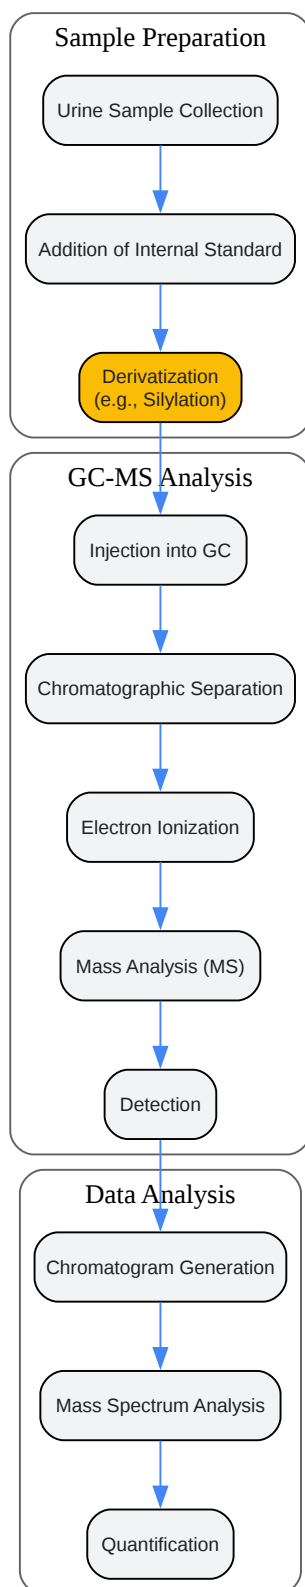 Sample Preparation
Urine Sample Collection
Addition of Internal Standard
Derivatization
(e.g., Silylation)
GC-MS Analysis
Injection into GC
Chromatographic Separation
Electron Ionization
Mass Analysis (MS)
Detection
Data Analysis
Chromatogram Generation
Mass Spectrum Analysis
Quantification